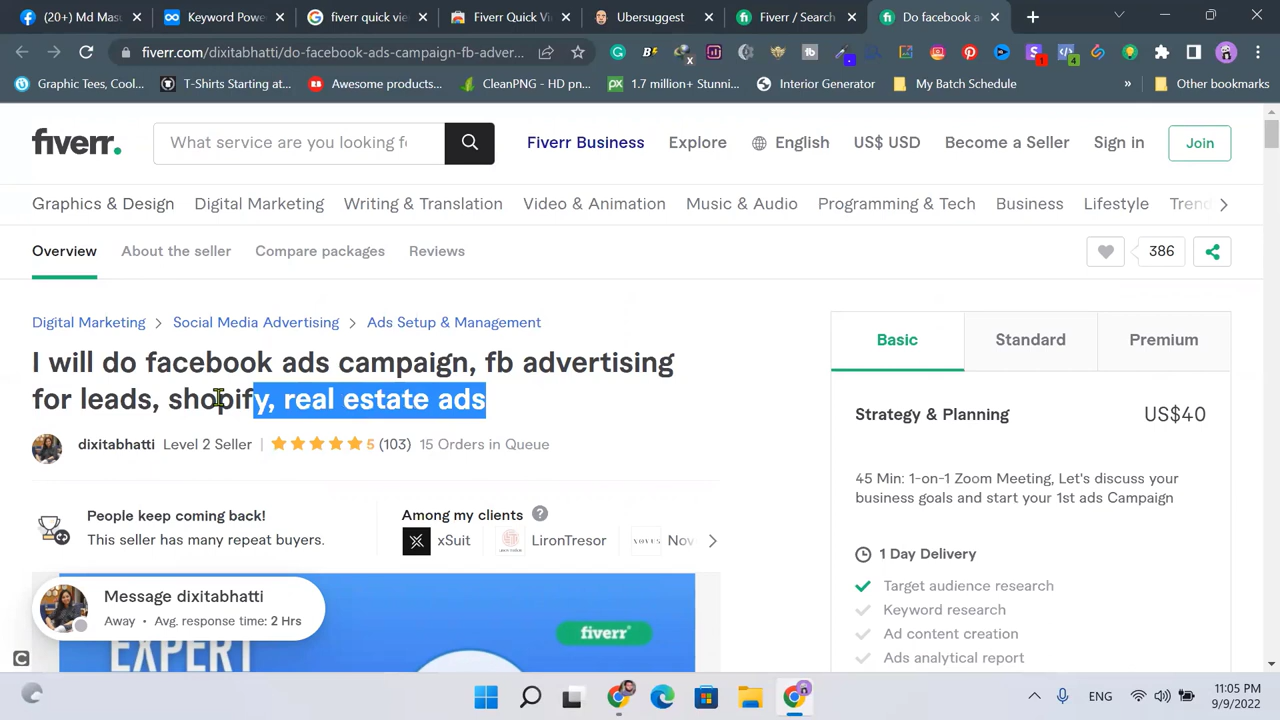 (20) Md Mas
Keyword Pow
fiverr quick vie
Fiverr Quick Vi
Ubersuggest
Fiverr / Search
Do facebook a
fiverr.com/dixitabhatti/do-facebook-ads-campaign-fb-adver...
Graphic Tees, Cool...
T-Shirts Starting at...
Awesome product...
CleanPNG - HD pn...
1.7 million+ Stunni...
Interior Generator
My Batch Schedule
»
Other bookmarks
fiverr.
What service are you looking f
Fiverr Business
Explore
English
US$ USD
Become a Seller
Sign in
Join
Graphics & Design
Digital Marketing
Writing & Translation
Video & Animation
Music & Audio
Programming & Tech
Business
Lifestyle
Trend
Overview
About the seller
Compare packages
Reviews
386
Digital Marketing > Social Media Advertising > Ads Setup & Management
I will do facebook ads campaign, fb advertising
for leads, shopify, real estate ads
dixitabhatti Level 2 Seller | 5 (103) 15 Orders in Queue
People keep coming back!
This seller has many repeat buyers.
Among my clients ?
xSuit
LironTresor
Nov
Message dixitabhatti
Away • Avg. response time: 2 Hrs
EXPERT
fiverr
Basic
Standard
Premium
Strategy & Planning
US$40
45 Min: 1-on-1 Zoom Meeting, Let's discuss your
business goals and start your 1st ads Campaign
1 Day Delivery
Target audience research
Keyword research
Ad content creation
Ads analytical report
ENG
11:05 PM
9/9/2022